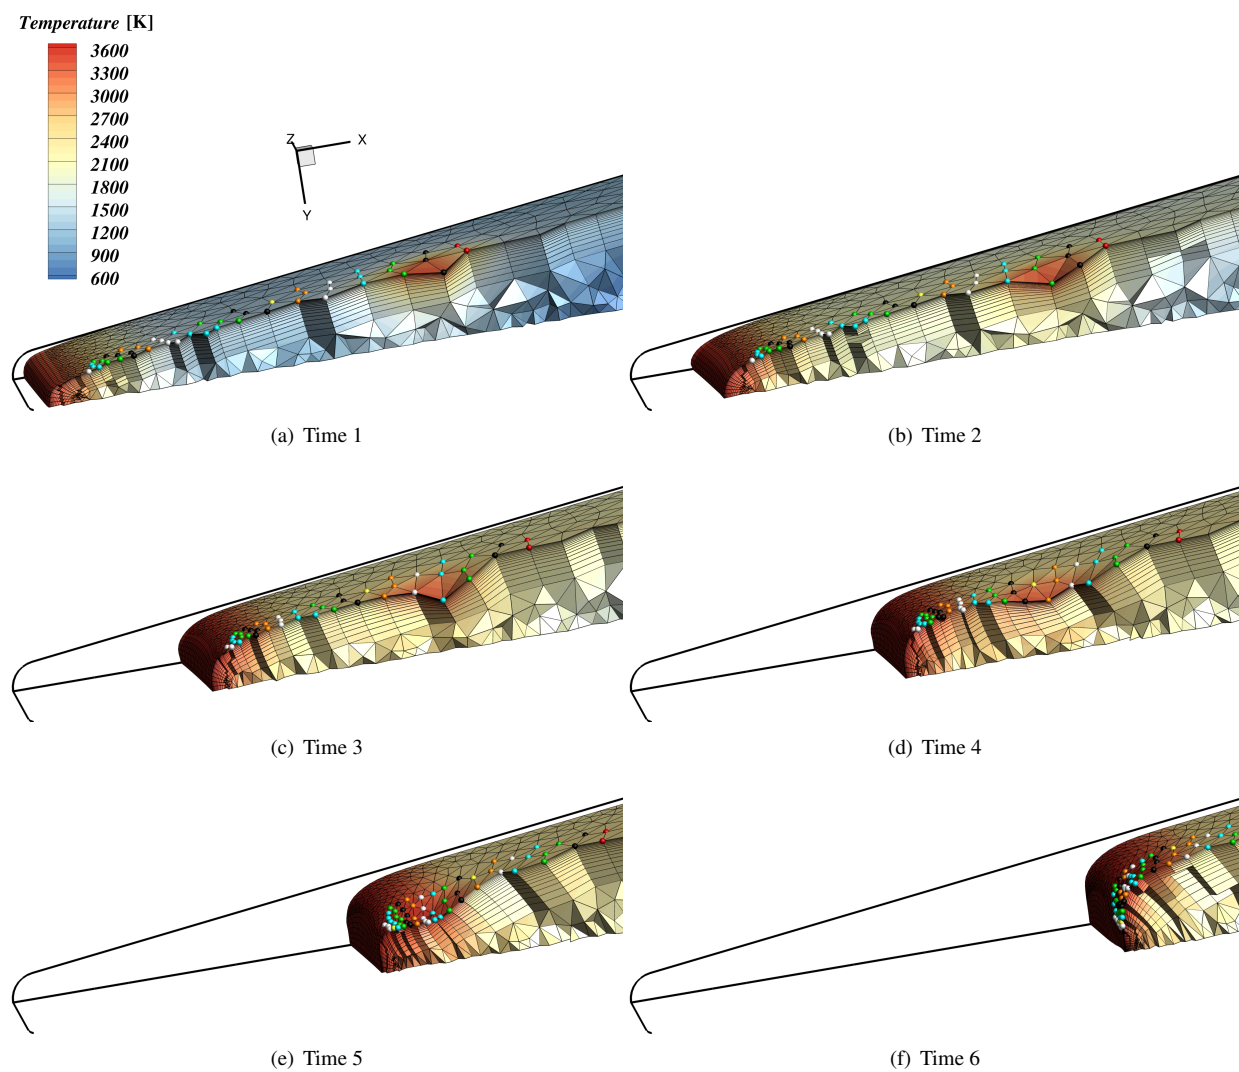 Temperature [K]
3600
3300
3000
2700
2400
2100
1800
1500
1200
900
600
Z
X
Y
(a) Time 1
(b) Time 2
(c) Time 3
(d) Time 4
(e) Time 5
(f) Time 6